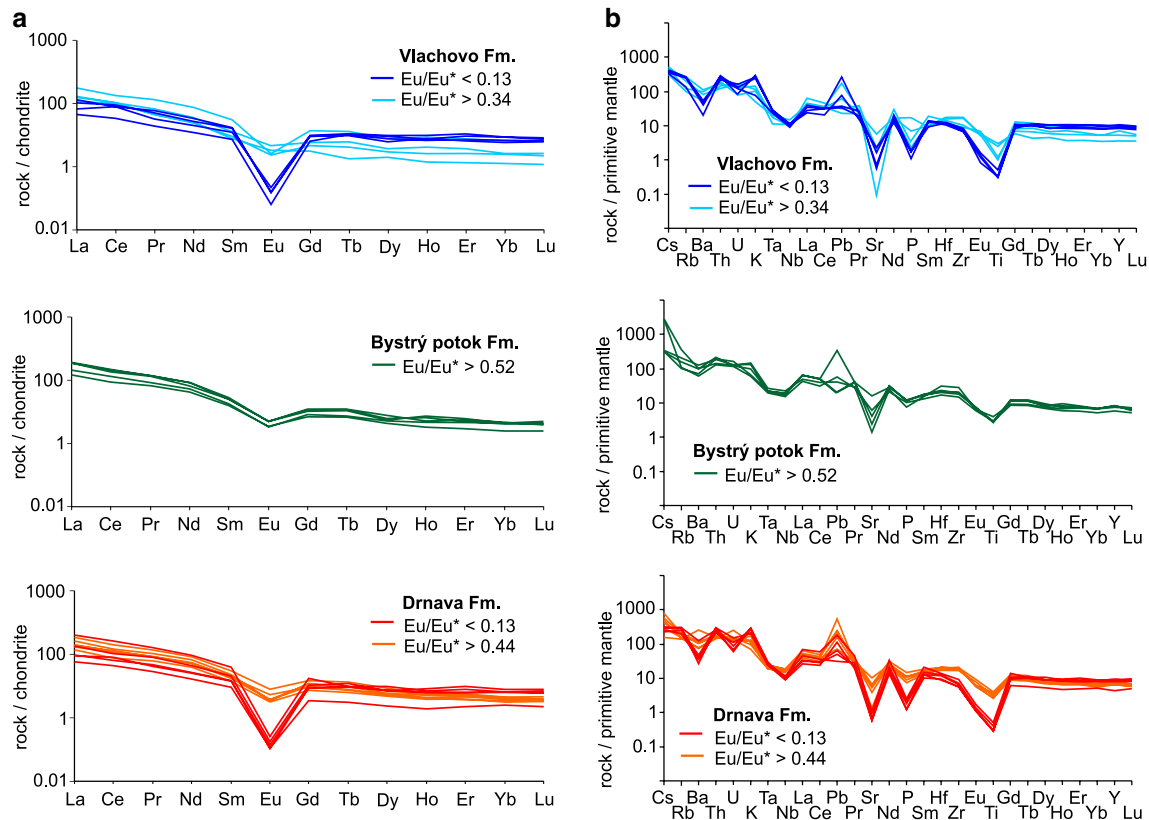 a
rock / chondrite
1000
100
1
0.01
Vlachovo Fm.
Eu/Eu* < 0.13
Eu/Eu* > 0.34
La Ce Pr Nd Sm Eu Gd Tb Dy Ho Er Yb Lu
rock / chondrite
1000
100
1
0.01
Bystrý potok Fm.
Eu/Eu* > 0.52
La Ce Pr Nd Sm Eu Gd Tb Dy Ho Er Yb Lu
rock / chondrite
1000
100
1
0.01
Drnava Fm.
Eu/Eu* < 0.13
Eu/Eu* > 0.44
La Ce Pr Nd Sm Eu Gd Tb Dy Ho Er Yb Lu
b
rock / primitive mantle
1000
100
10
1
0.1
Vlachovo Fm.
Eu/Eu* < 0.13
Eu/Eu* > 0.34
Cs Ba U Ta La Pb Sr P Hf Eu Gd Dy Er Y
Rb Th K Nb Ce Pr Nd Sm Zr Ti Tb Ho Yb Lu
rock / primitive mantle
1000
100
10
1
0.1
Bystrý potok Fm.
Eu/Eu* > 0.52
Cs Ba U Ta La Pb Sr P Hf Eu Gd Dy Er Y
Rb Th K Nb Ce Pr Nd Sm Zr Ti Tb Ho Yb Lu
rock / primitive mantle
1000
100
10
1
0.1
Drnava Fm.
Eu/Eu* < 0.13
Eu/Eu* > 0.44
Cs Ba U Ta La Pb Sr P Hf Eu Gd Dy Er Y
Rb Th K Nb Ce Pr Nd Sm Zr Ti Tb Ho Yb Lu